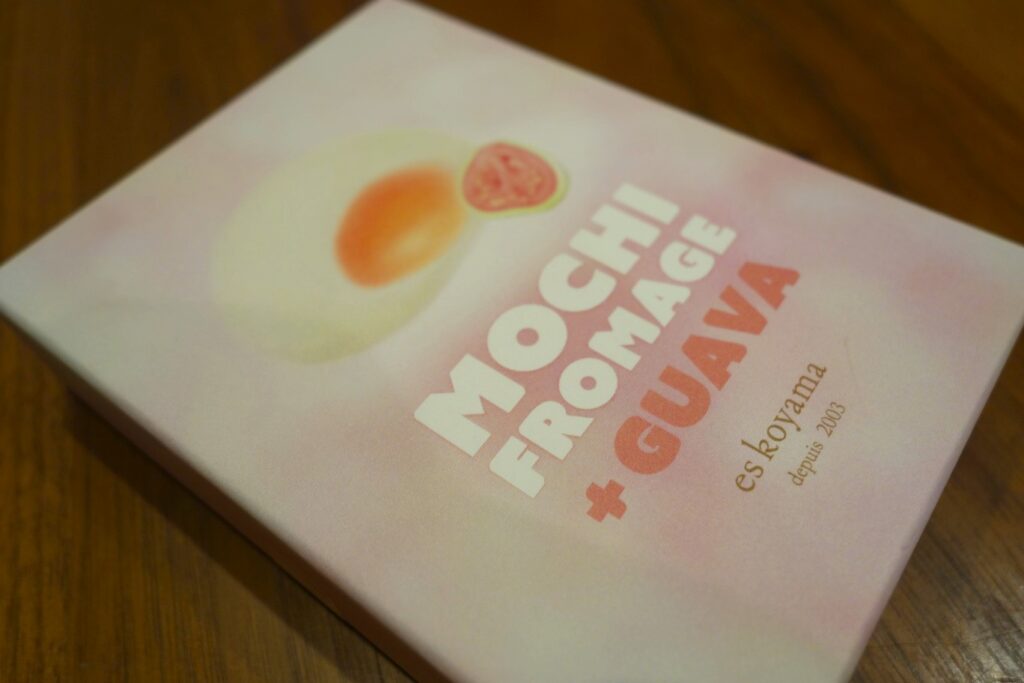 MOCHI
FROMAGE
+ GUAVA
es koyama
depuis 2003